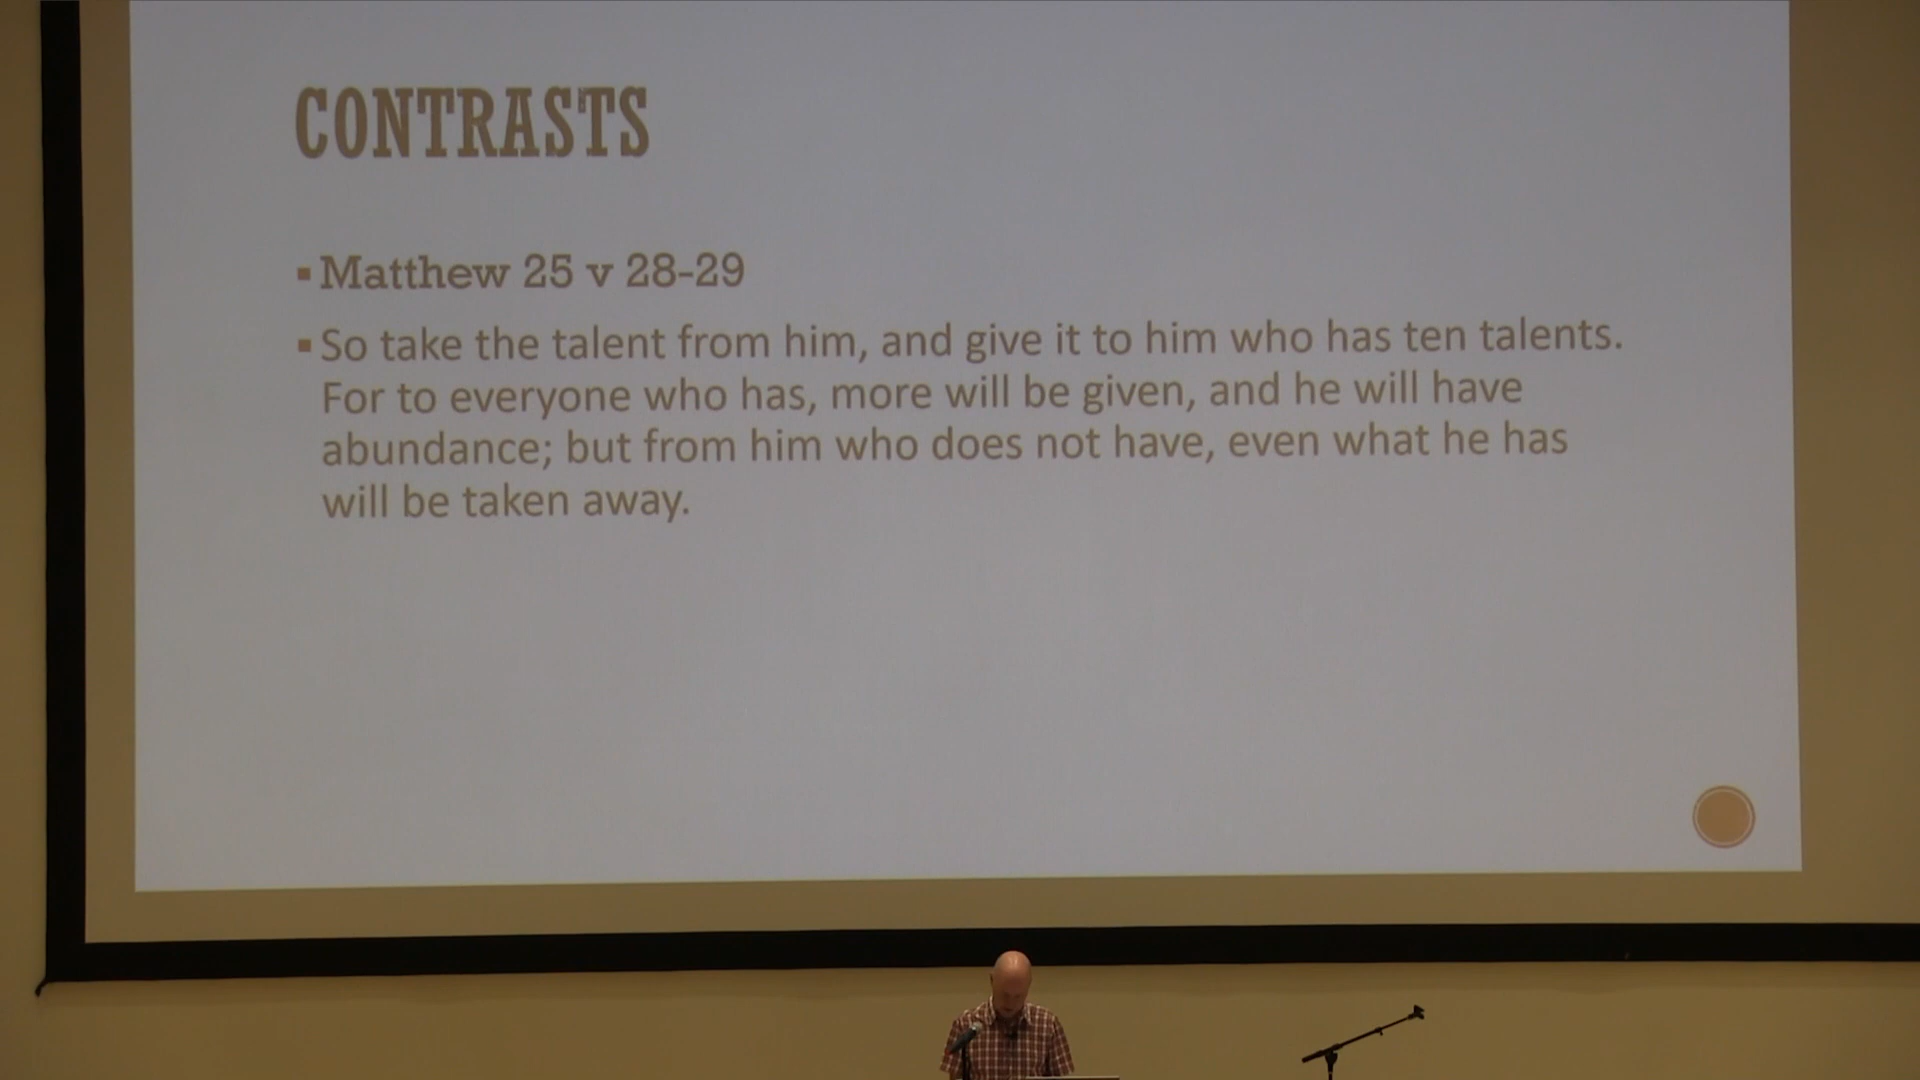 CONTRASTS
▪ Matthew 25 v 28-29
▪ So take the talent from him, and give it to him who has ten talents.
For to everyone who has, more will be given, and he will have
abundance; but from him who does not have, even what he has
will be taken away.